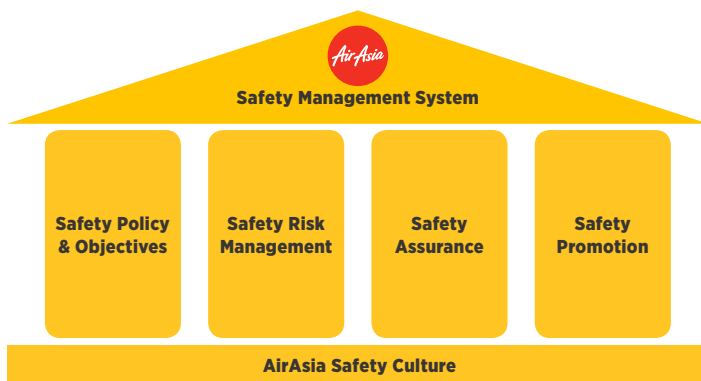 AirAsia
Safety Management System
Safety Policy
& Objectives
Safety Risk
Management
Safety
Assurance
Safety
Promotion
AirAsia Safety Culture